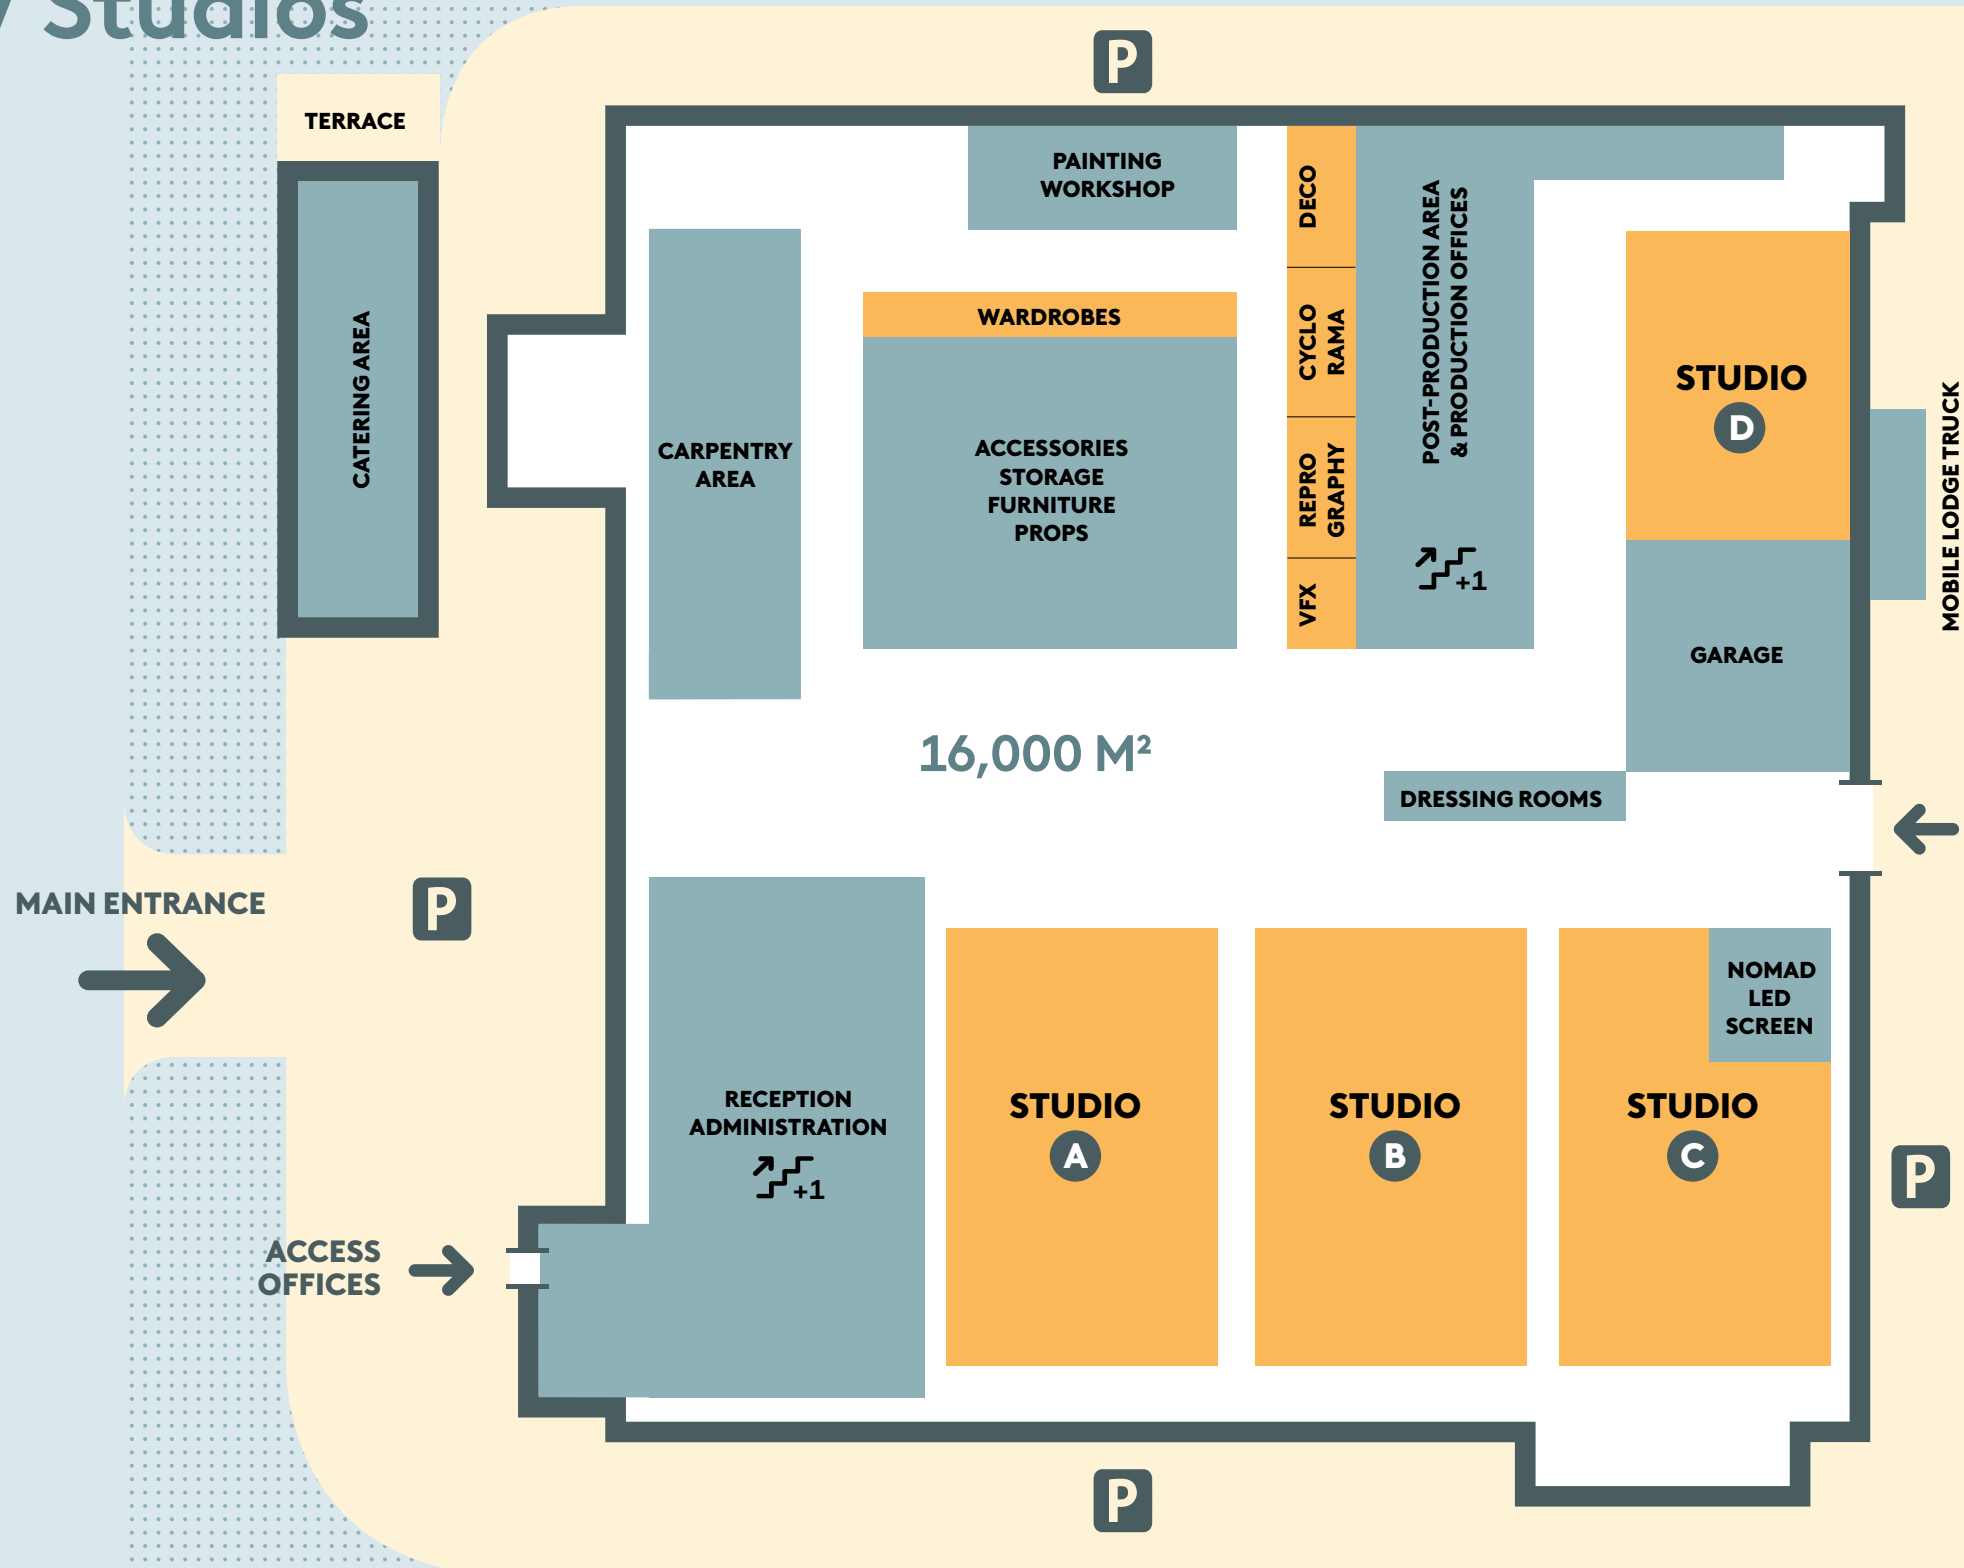 Studios
P
TERRACE
PAINTING
WORKSHOP
DECO
POST-PRODUCTION AREA
& PRODUCTION OFFICES
+1
CATERING AREA
CARPENTRY
AREA
WARDROBES
ACCESSORIES
STORAGE
FURNITURE
PROPS
CYCLO
RAMA
REPRO
GRAPHY
VFX
STUDIO
D
MOBILE LODGE TRUCK
GARAGE
16,000 M²
DRESSING ROOMS
MAIN ENTRANCE
P
RECEPTION
ADMINISTRATION
+1
STUDIO
A
STUDIO
B
STUDIO
C
NOMAD
LED
SCREEN
P
ACCESS
OFFICES
P